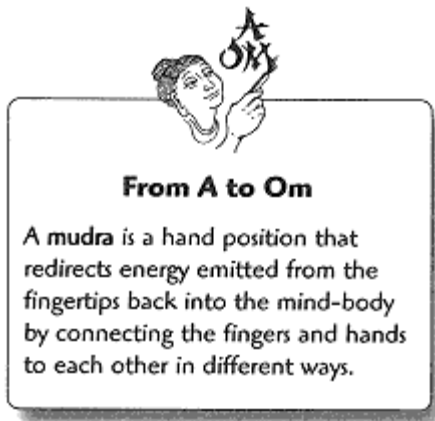 A
OM
From A to Om
A mudra is a hand position that
redirects energy emitted from the
fingertips back into the mind-body
by connecting the fingers and hands
to each other in different ways.